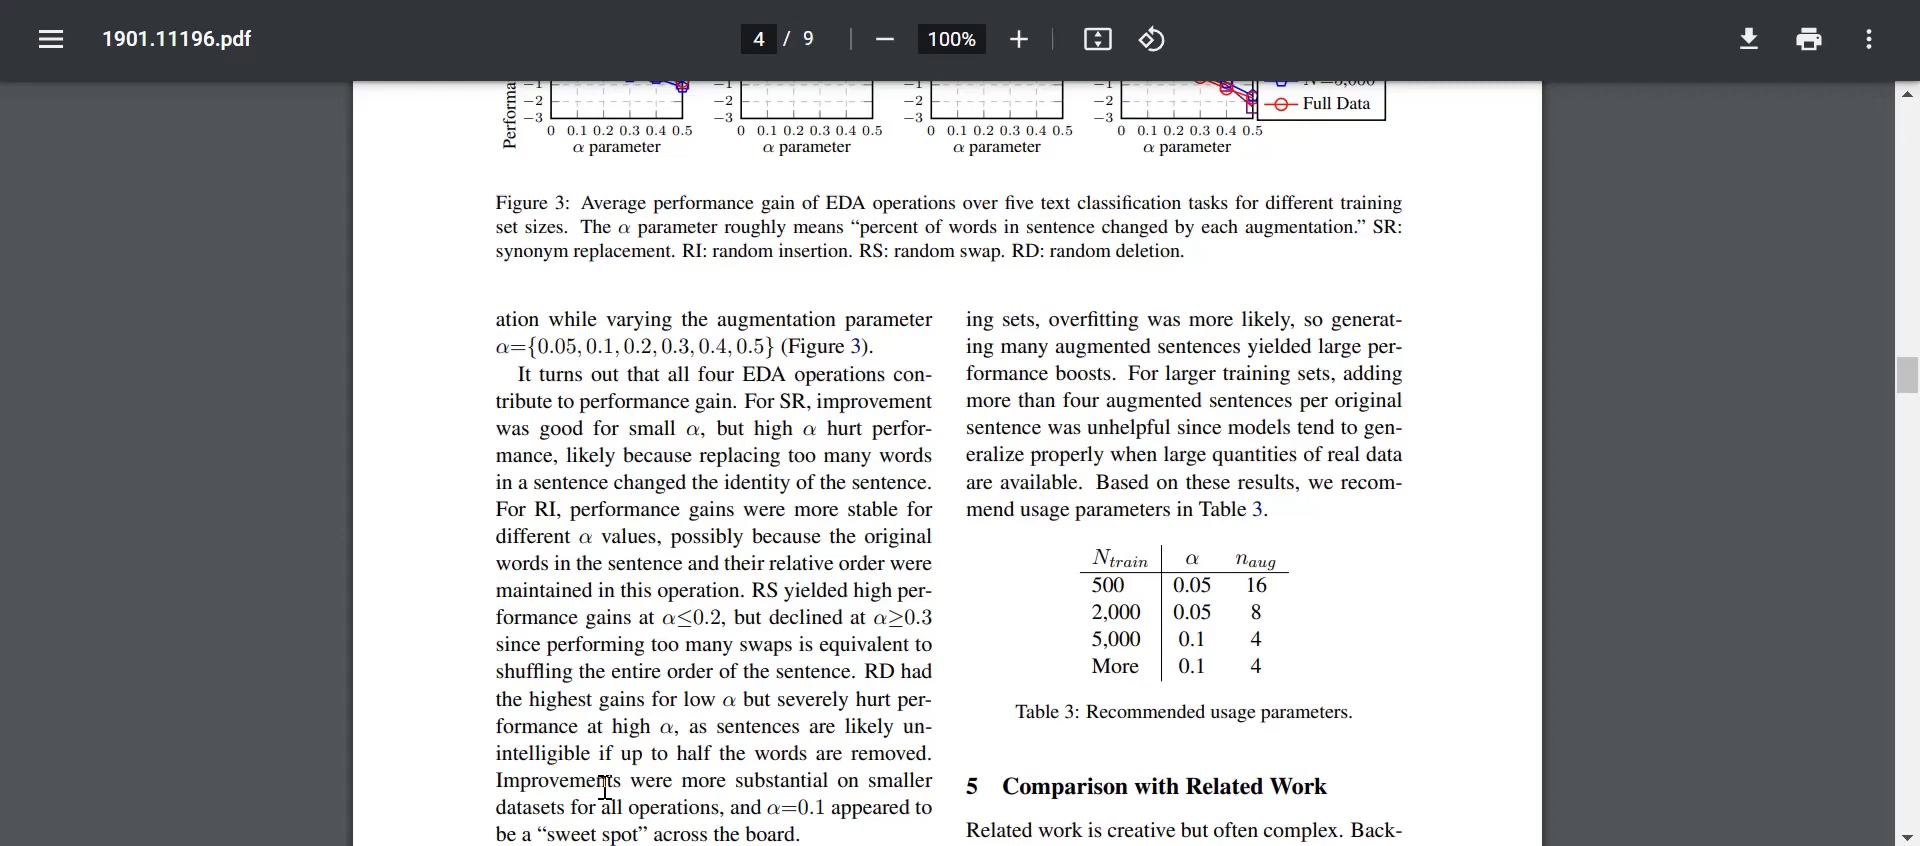 1901.11196.pdf
4 / 9
100%
Performa
−1
−2
−3
0 0.1 0.2 0.3 0.4 0.5
α parameter
−1
−2
−3
0 0.1 0.2 0.3 0.4 0.5
α parameter
−1
−2
−3
0 0.1 0.2 0.3 0.4 0.5
α parameter
−1
−2
−3
0 0.1 0.2 0.3 0.4 0.5
α parameter
Full Data
Figure 3: Average performance gain of EDA operations over five text classification tasks for different training
set sizes. The α parameter roughly means “percent of words in sentence changed by each augmentation.” SR:
synonym replacement. RI: random insertion. RS: random swap. RD: random deletion.
ation while varying the augmentation parameter
α={0.05, 0.1, 0.2, 0.3, 0.4, 0.5} (Figure 3).
It turns out that all four EDA operations con-
tribute to performance gain. For SR, improvement
was good for small α, but high α hurt perfor-
mance, likely because replacing too many words
in a sentence changed the identity of the sentence.
For RI, performance gains were more stable for
different α values, possibly because the original
words in the sentence and their relative order were
maintained in this operation. RS yielded high per-
formance gains at α≤0.2, but declined at α≥0.3
since performing too many swaps is equivalent to
shuffling the entire order of the sentence. RD had
the highest gains for low α but severely hurt per-
formance at high α, as sentences are likely un-
intelligible if up to half the words are removed.
Improvements were more substantial on smaller
datasets for all operations, and α=0.1 appeared to
be a “sweet spot” across the board.
ing sets, overfitting was more likely, so generat-
ing many augmented sentences yielded large per-
formance boosts. For larger training sets, adding
more than four augmented sentences per original
sentence was unhelpful since models tend to gen-
eralize properly when large quantities of real data
are available. Based on these results, we recom-
mend usage parameters in Table 3.
N_train α n_aug
500 0.05 16
2,000 0.05 8
5,000 0.1 4
More 0.1 4
Table 3: Recommended usage parameters.
5 Comparison with Related Work
Related work is creative but often complex. Back-